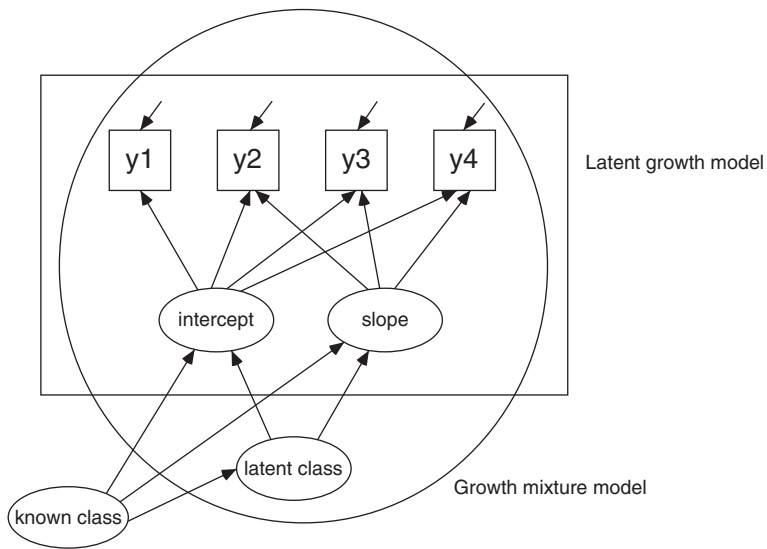 y1 y2 y3 y4
Latent growth model
intercept slope
latent class
Growth mixture model
known class